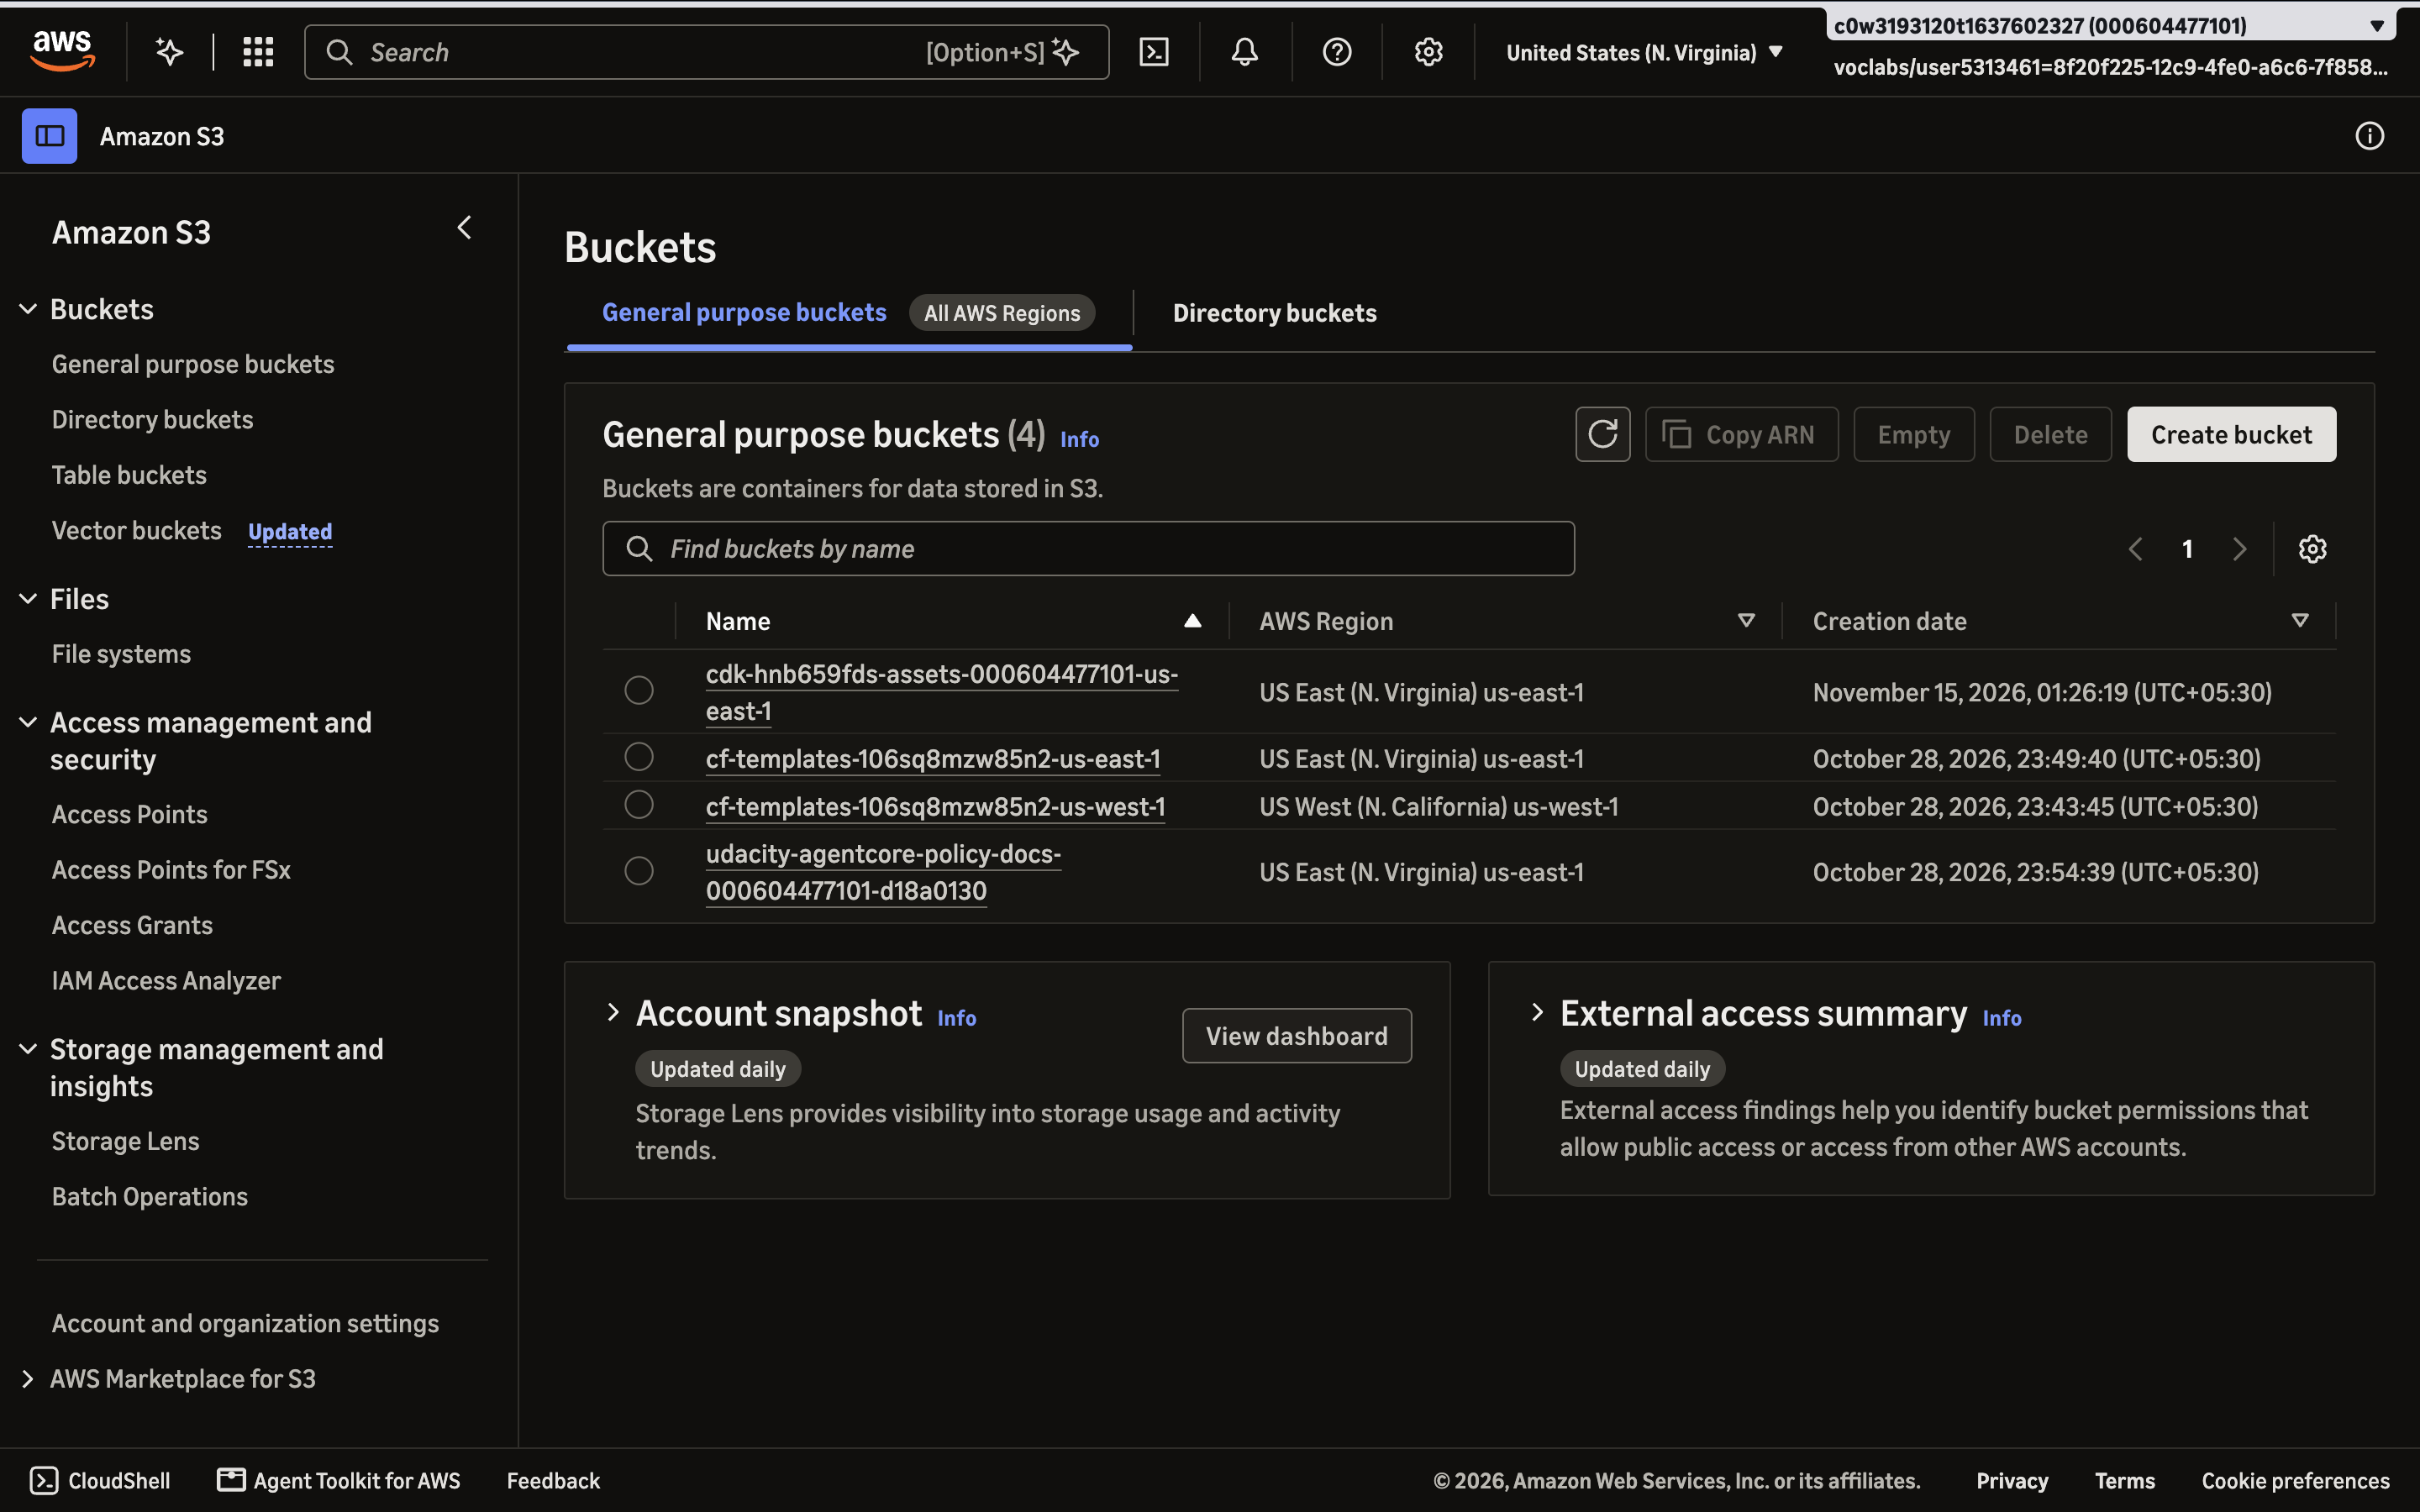 c0w3193120t1637602327 (000604477101)
aws
Search [Option+S]
United States (N. Virginia)
voclabs/user5313461=8f20f225-12c9-4fe0-a6c6-7f858...
Amazon S3
Amazon S3
Buckets
General purpose buckets
Directory buckets
Table buckets
Vector buckets Updated
Files
File systems
Access management and
security
Access Points
Access Points for FSx
Access Grants
IAM Access Analyzer
Storage management and
insights
Storage Lens
Batch Operations
Account and organization settings
AWS Marketplace for S3
Buckets
General purpose buckets All AWS Regions
Directory buckets
General purpose buckets (4) Info
Copy ARN
Empty
Delete
Create bucket
Buckets are containers for data stored in S3.
Find buckets by name
1
Name AWS Region Creation date
cdk-hnb659fds-assets-000604477101-us-
east-1
US East (N. Virginia) us-east-1
November 15, 2026, 01:26:19 (UTC+05:30)
cf-templates-106sq8mzw85n2-us-east-1 US East (N. Virginia) us-east-1 October 28, 2026, 23:49:40 (UTC+05:30)
cf-templates-106sq8mzw85n2-us-west-1 US West (N. California) us-west-1 October 28, 2026, 23:43:45 (UTC+05:30)
udacity-agentcore-policy-docs-
000604477101-d18a0130
US East (N. Virginia) us-east-1
October 28, 2026, 23:54:39 (UTC+05:30)
Account snapshot Info
View dashboard
Updated daily
Storage Lens provides visibility into storage usage and activity
trends.
External access summary Info
Updated daily
External access findings help you identify bucket permissions that
allow public access or access from other AWS accounts.
CloudShell Agent Toolkit for AWS Feedback © 2026, Amazon Web Services, Inc. or its affiliates. Privacy Terms Cookie preferences